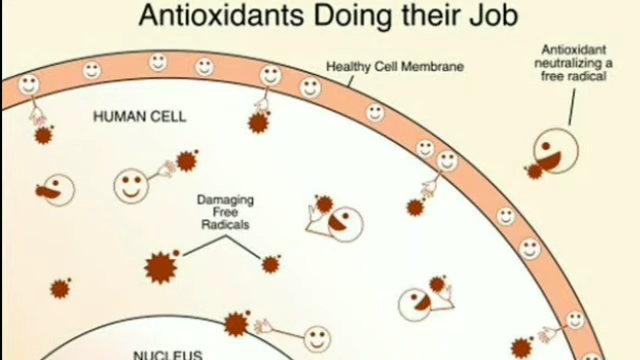 Antioxidants Doing their Job
Antioxidant
neutralizing a
free radical
Healthy Cell Membrane
HUMAN CELL
Damaging
Free
Radicals
NUCLEUS